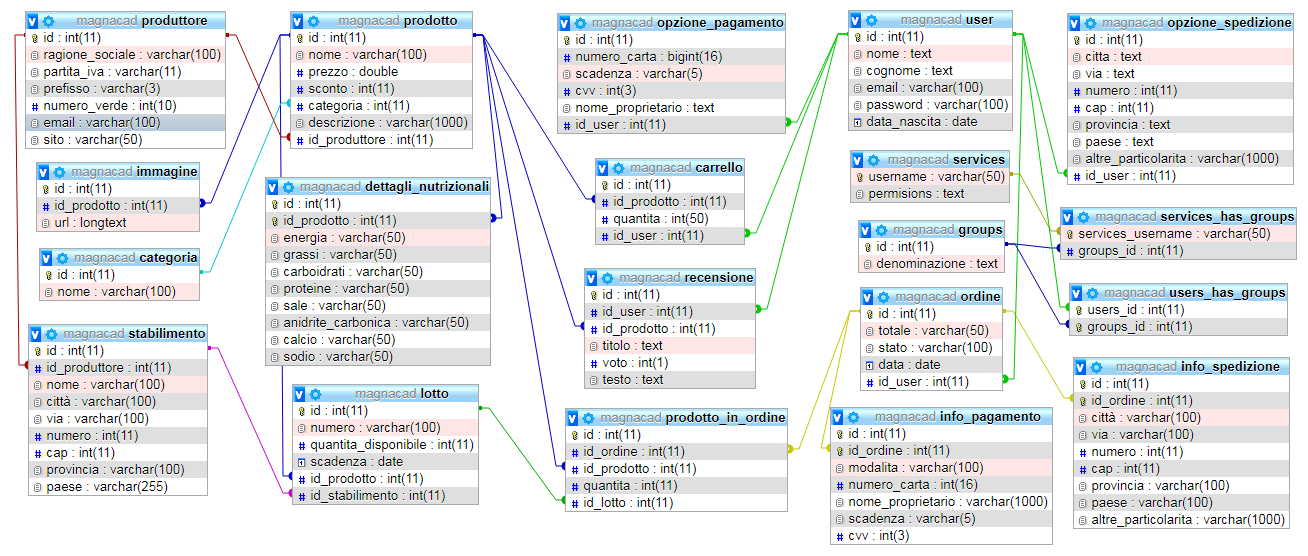 magnacad produttore
id : int(11)
ragione_sociale : varchar(100)
partita_iva : varchar(11)
prefisso : varchar(3)
numero_verde : int(10)
email : varchar(100)
sito : varchar(50)
magnacad immagine
id : int(11)
id_prodotto : int(11)
url : longtext
magnacad categoria
id : int(11)
nome : varchar(100)
magnacad stabilimento
id : int(11)
id_produttore : int(11)
nome : varchar(100)
città : varchar(100)
via : varchar(100)
numero : int(11)
cap : int(11)
provincia : varchar(100)
paese : varchar(255)
magnacad prodotto
id : int(11)
nome : varchar(100)
prezzo : double
sconto : int(11)
categoria : int(11)
descrizione : varchar(1000)
id_produttore : int(11)
magnacad dettagli_nutrizionali
id : int(11)
id_prodotto : int(11)
energia : varchar(50)
grassi : varchar(50)
carboidrati : varchar(50)
proteine : varchar(50)
sale : varchar(50)
anidrite_carbonica : varchar(50)
calcio : varchar(50)
sodio : varchar(50)
magnacad lotto
id : int(11)
numero : varchar(100)
quantita_disponibile : int(11)
scadenza : date
id_prodotto : int(11)
id_stabilimento : int(11)
magnacad opzione_pagamento
id : int(11)
numero_carta : bigint(16)
scadenza : varchar(5)
cvv : int(3)
nome_proprietario : text
id_user : int(11)
magnacad carrello
id : int(11)
id_prodotto : int(11)
quantita : int(50)
id_user : int(11)
magnacad recensione
id : int(11)
id_user : int(11)
id_prodotto : int(11)
titolo : text
voto : int(1)
testo : text
magnacad prodotto_in_ordine
id : int(11)
id_ordine : int(11)
id_prodotto : int(11)
quantita : int(11)
id_lotto : int(11)
magnacad user
id : int(11)
nome : text
cognome : text
email : varchar(100)
password : varchar(100)
data_nascita : date
magnacad services
username : varchar(50)
permisions : text
magnacad groups
id : int(11)
denominazione : text
magnacad ordine
id : int(11)
totale : varchar(50)
stato : varchar(100)
data : date
id_user : int(11)
magnacad info_pagamento
id : int(11)
id_ordine : int(11)
modalita : varchar(100)
numero_carta : int(16)
nome_proprietario : varchar(1000)
scadenza : varchar(5)
cvv : int(3)
magnacad opzione_spedizione
id : int(11)
citta : text
via : text
numero : int(11)
cap : int(11)
provincia : text
paese : text
altre_particolarita : varchar(1000)
id_user : int(11)
magnacad services_has_groups
services_username : varchar(50)
groups_id : int(11)
magnacad users_has_groups
users_id : int(11)
groups_id : int(11)
magnacad info_spedizione
id : int(11)
id_ordine : int(11)
città : varchar(100)
via : varchar(100)
numero : int(11)
cap : int(11)
provincia : varchar(100)
paese : varchar(100)
altre_particolarita : varchar(1000)